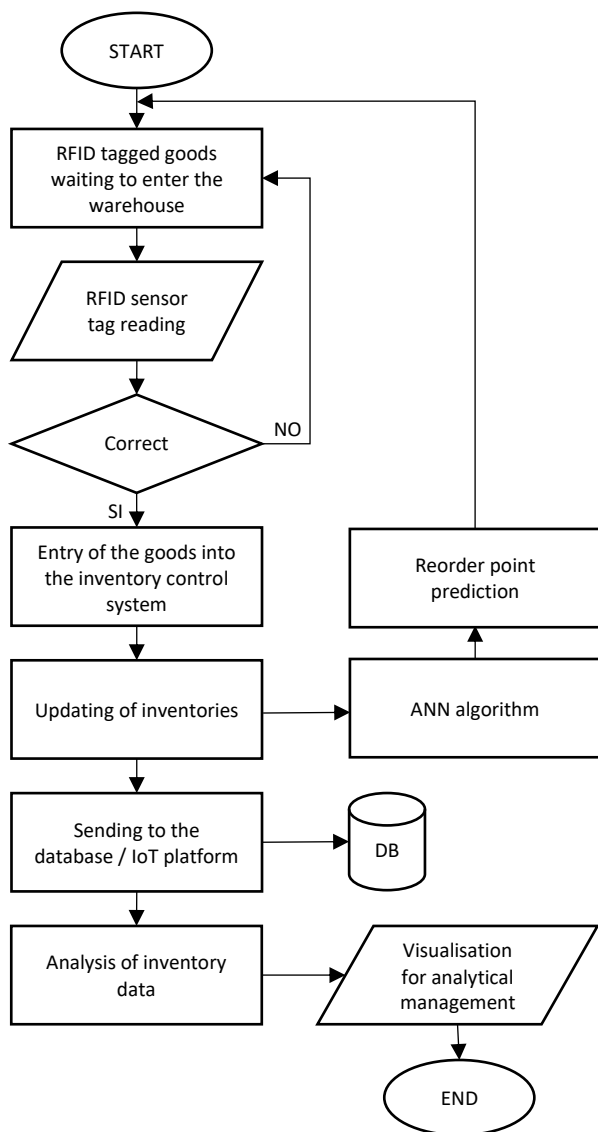 START
RFID tagged goods
waiting to enter the
warehouse
RFID sensor
tag reading
Correct
NO
SI
Entry of the goods into
the inventory control
system
Reorder point
prediction
Updating of inventories
ANN algorithm
Sending to the
database / IoT platform
DB
Analysis of inventory
data
Visualisation
for analytical
management
END